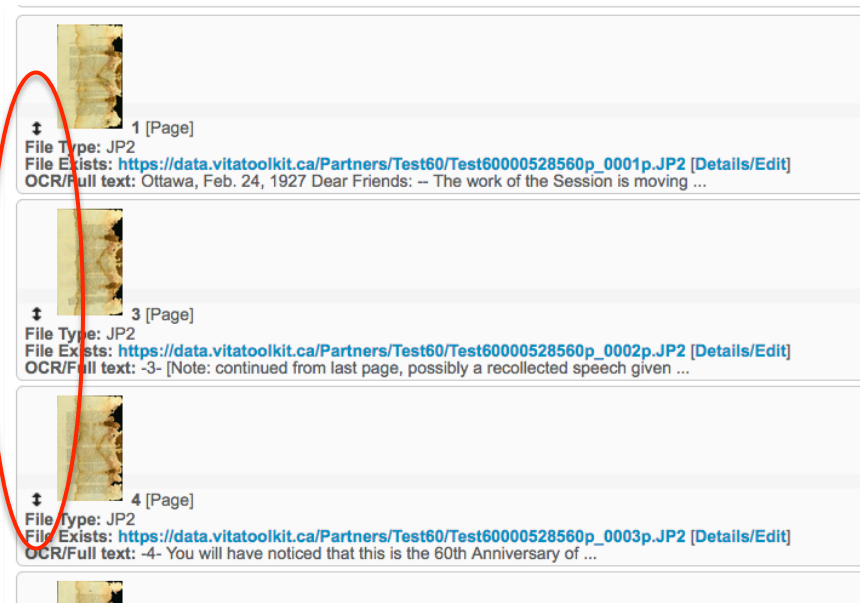 1 [Page]
File Type: JP2
File Exists: https://data.vitatoolkit.ca/Partners/Test60/Test60000528560p_0001p.JP2 [Details/Edit]
OCR/Full text: Ottawa, Feb. 24, 1927 Dear Friends: -- The work of the Session is moving ...
3 [Page]
File Type: JP2
File Exists: https://data.vitatoolkit.ca/Partners/Test60/Test60000528560p_0002p.JP2 [Details/Edit]
OCR/Full text: -3- [Note: continued from last page, possibly a recollected speech given ...
4 [Page]
File Type: JP2
File Exists: https://data.vitatoolkit.ca/Partners/Test60/Test60000528560p_0003p.JP2 [Details/Edit]
OCR/Full text: -4- You will have noticed that this is the 60th Anniversary of ...